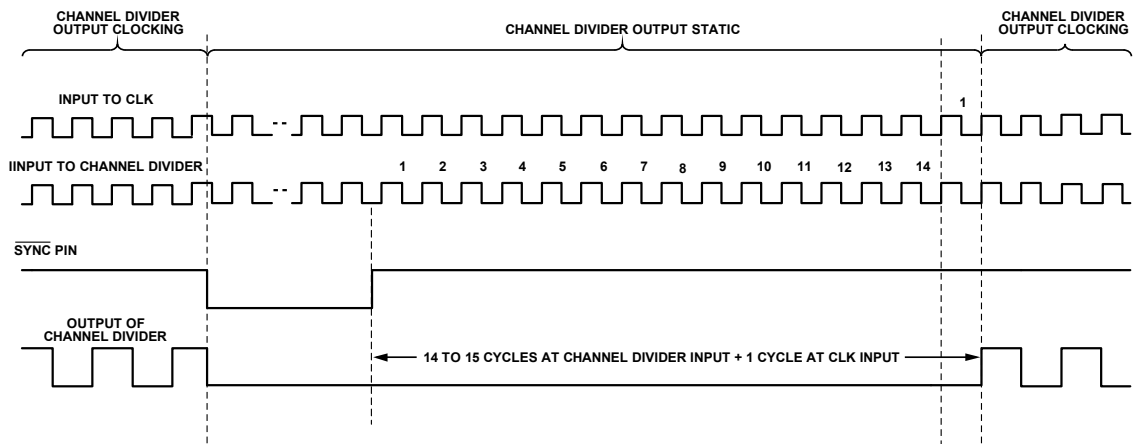 CHANNEL DIVIDER
OUTPUT CLOCKING
CHANNEL DIVIDER OUTPUT STATIC
CHANNEL DIVIDER
OUTPUT CLOCKING
INPUT TO CLK
1
IINPUT TO CHANNEL DIVIDER
1 2 3 4 5 6 7 8 9 10 11 12 13 14
SYNC PIN
OUTPUT OF
CHANNEL DIVIDER
14 TO 15 CYCLES AT CHANNEL DIVIDER INPUT + 1 CYCLE AT CLK INPUT